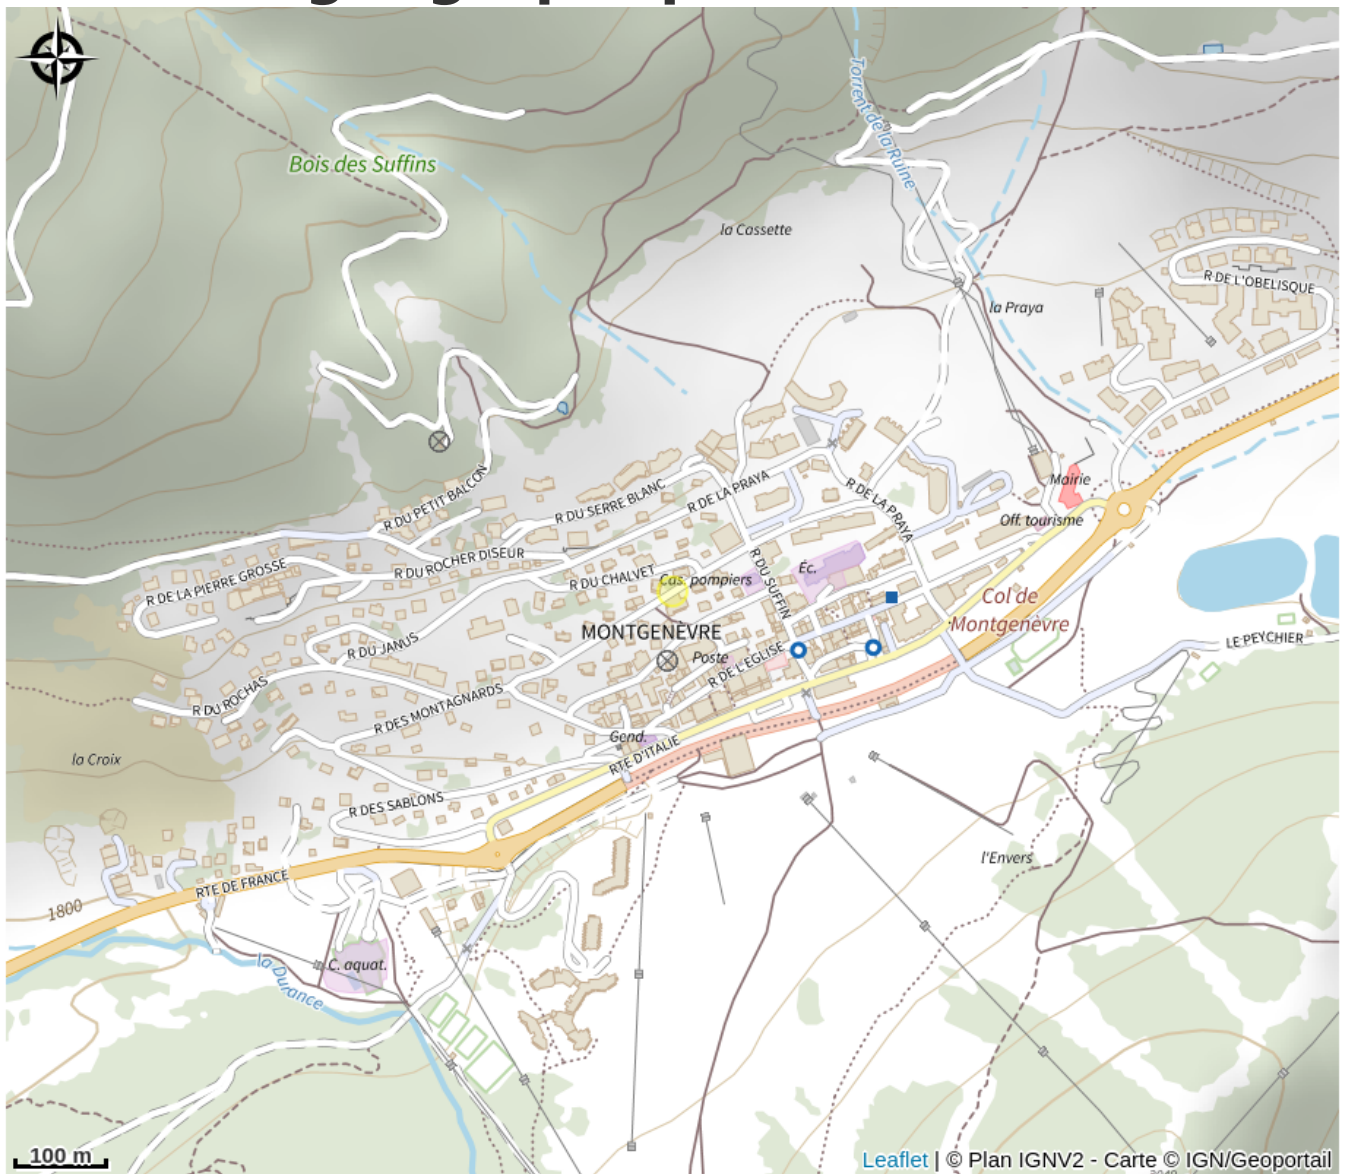 Torrent de la Ruine
Bois des Suffins
la Cassette
R DE L'OBELISQUE
la Praya
R DU PETIT BALCON
R DU SERRE BLANC
R DE LA PRAYA
R DE LA PRAYA
Mairie
Off. tourisme
R DU ROCHER DISEUR
R DE LA PIERRE GROSSE
R DU CHALVET
Cas. pompiers
R DU SUFFIN
Éc.
Col de
Montgenèvre
MONTGENÈVRE
LE PEYCHIER
R DU JANUS
Poste
R DE L'EGLISE
R DU ROCHAS
R DES MONTAGNARDS
Gend.
RTE D'ITALIE
la Croix
R DES SABLONS
l'Envers
RTE DE FRANCE
1800
la Durance
C. aquat.
100 m
Leaflet | © Plan IGNV2 - Carte © IGN/Geoportail